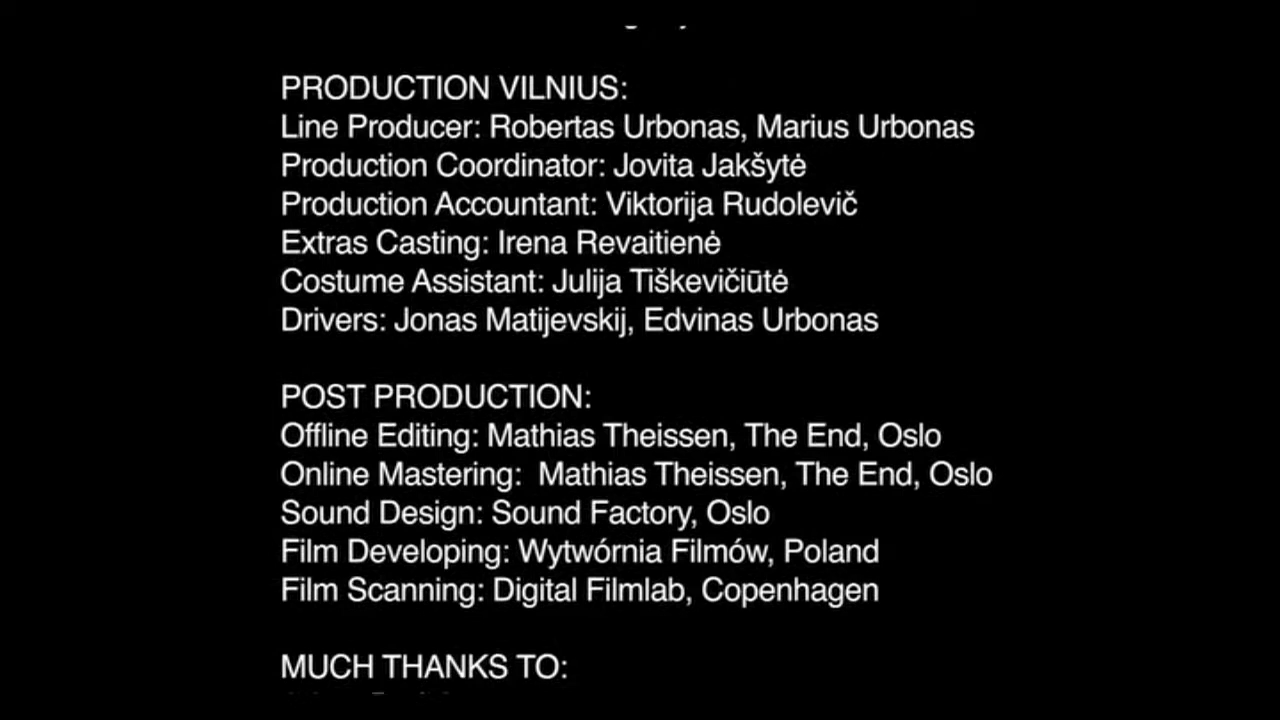 PRODUCTION VILNIUS:
Line Producer: Robertas Urbonas, Marius Urbonas
Production Coordinator: Jovita Jakšytė
Production Accountant: Viktorija Rudolevič
Extras Casting: Irena Revaitienė
Costume Assistant: Julija Tiškevičiūtė
Drivers: Jonas Matijevskij, Edvinas Urbonas
POST PRODUCTION:
Offline Editing: Mathias Theissen, The End, Oslo
Online Mastering:  Mathias Theissen, The End, Oslo
Sound Design: Sound Factory, Oslo
Film Developing: Wytwórnia Filmów, Poland
Film Scanning: Digital Filmlab, Copenhagen
MUCH THANKS TO: